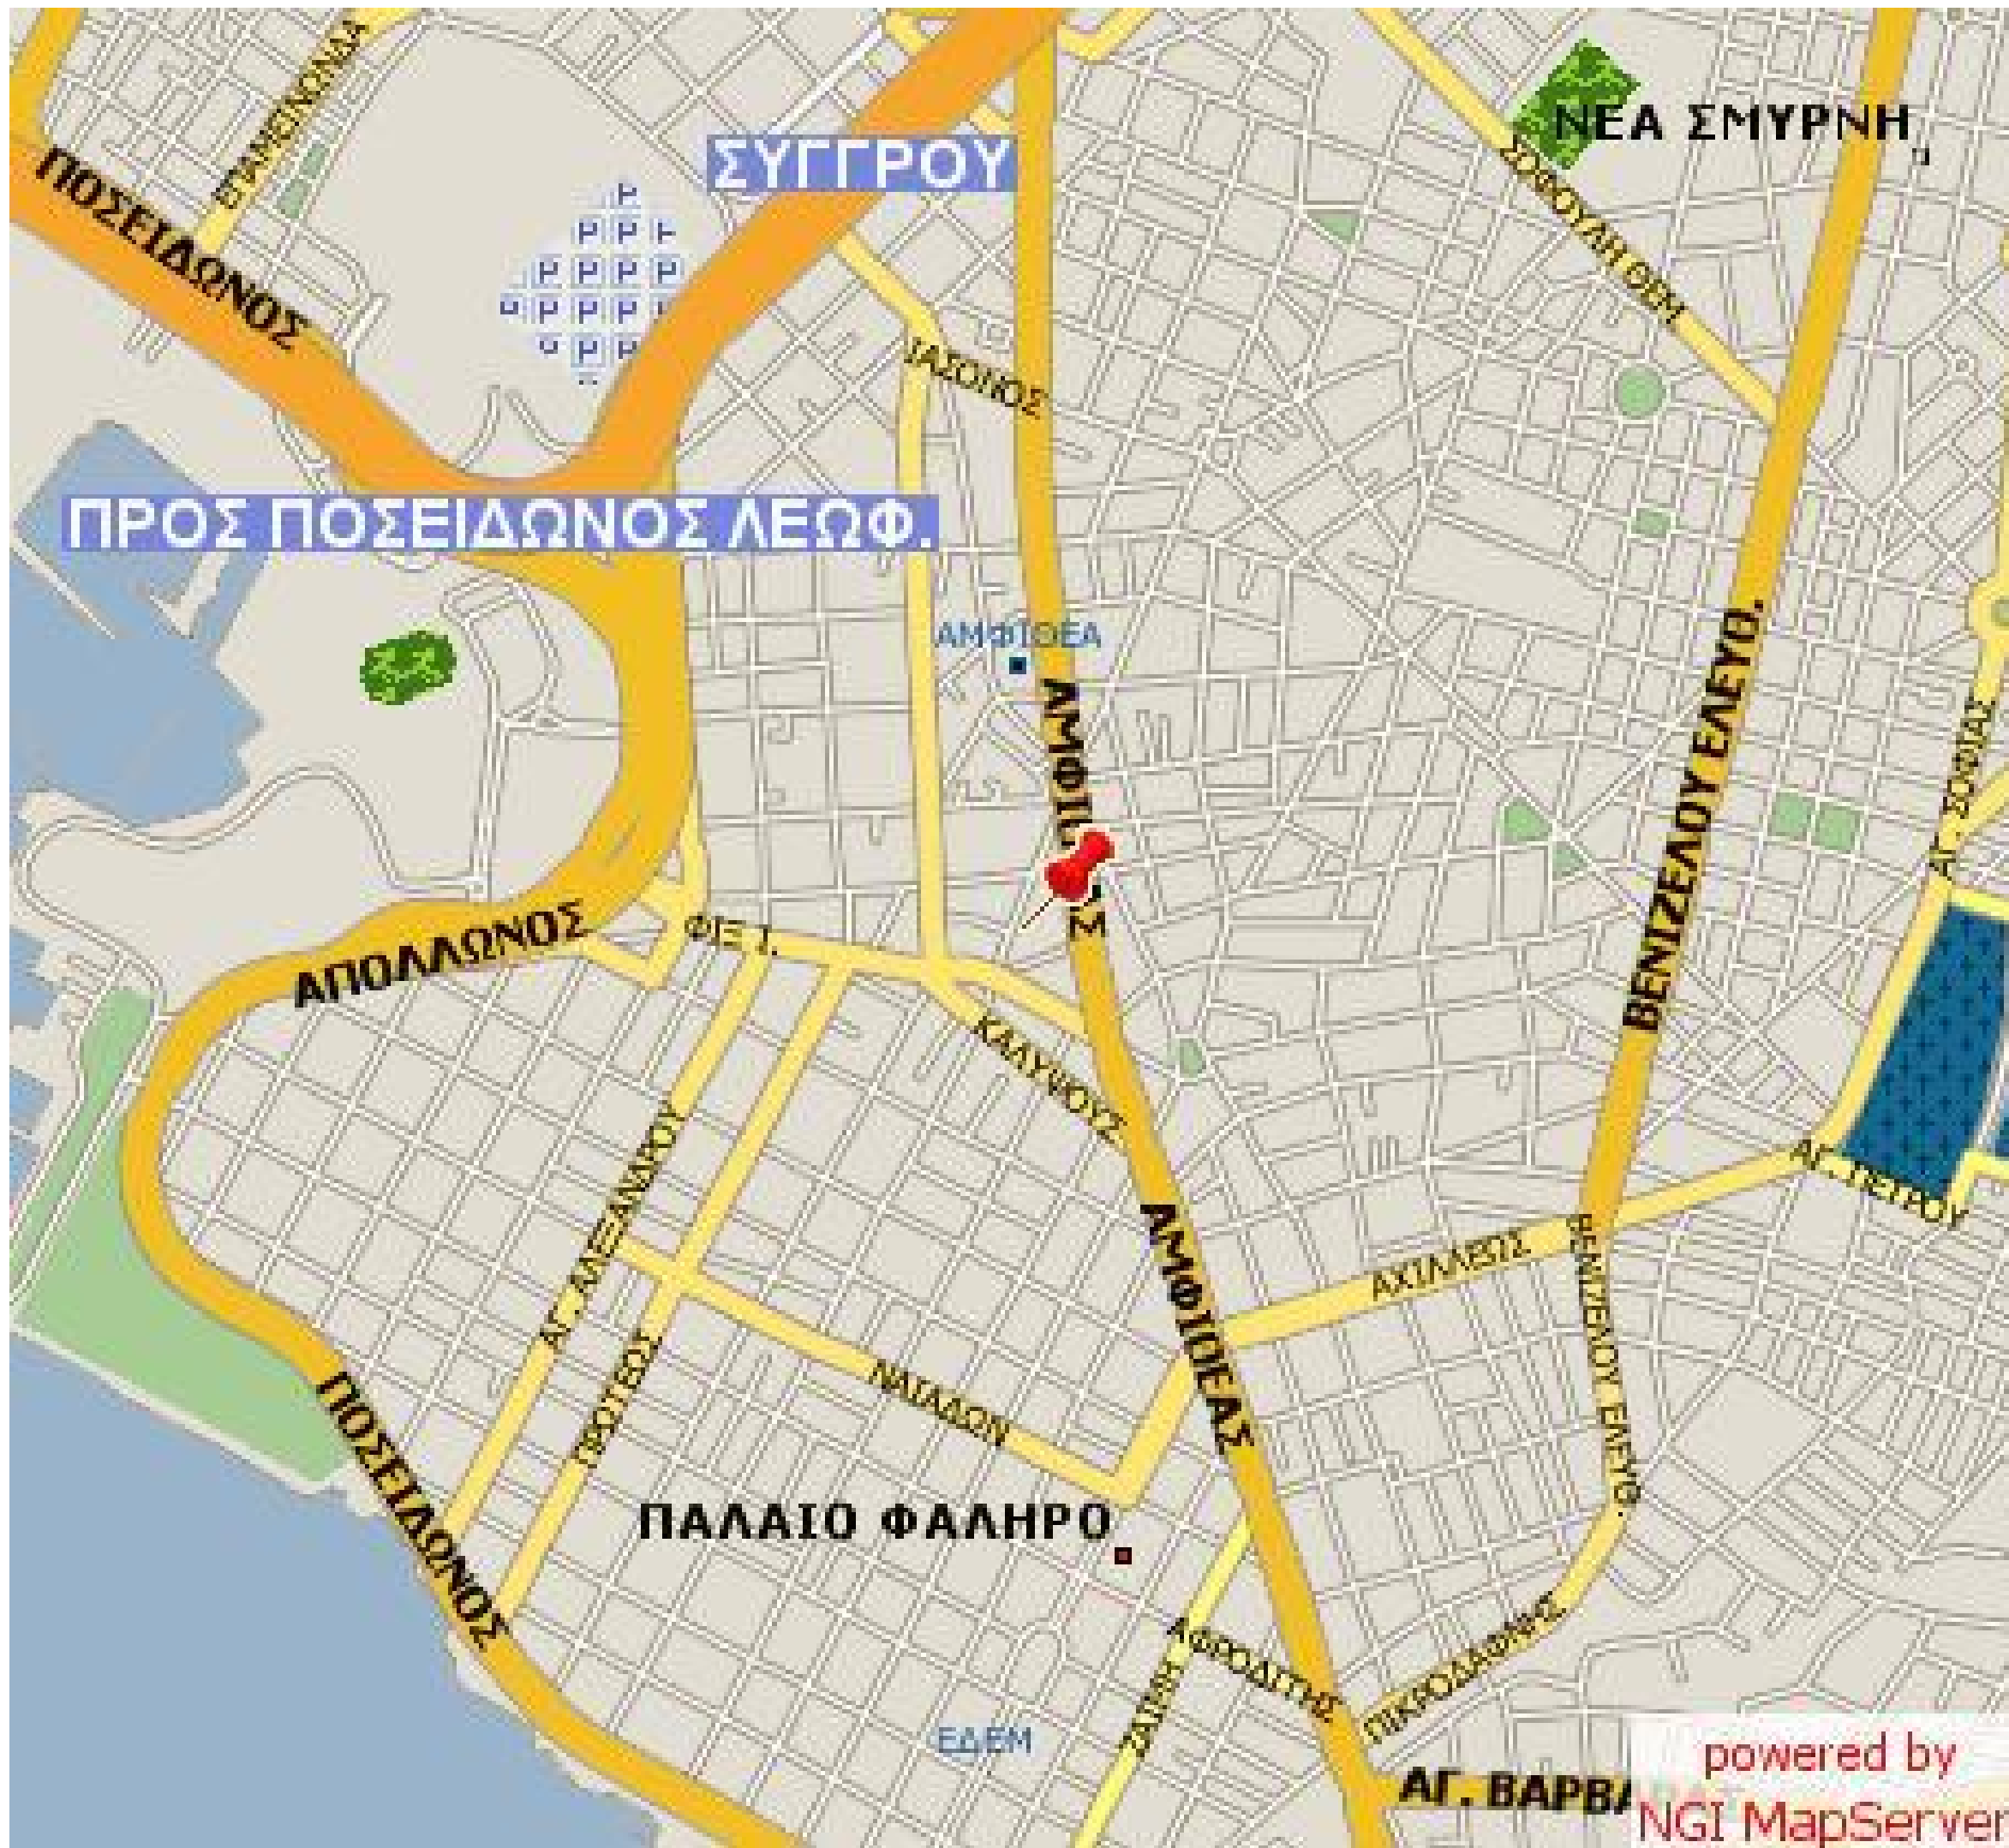 ΕΠΑΜΕΙΝΩΝΔΑ
ΝΕΑ ΣΜΥΡΝΗ
ΣΥΓΓΡΟΥ
ΠΟΣΕΙΔΩΝΟΣ
ΣΟΦΟΥΛΗ ΘΕΜ
ΙΑΣΟΝΟΣ
ΠΡΟΣ ΠΟΣΕΙΔΩΝΟΣ ΛΕΩΦ.
ΑΜΦΙΘΕΑ
ΒΕΝΙΖΕΛΟΥ ΕΛΕΥΘ.
ΑΓ. ΣΟΦΙΑΣ
ΑΠΟΛΛΩΝΟΣ
ΦΙΞ Ι.
ΚΑΛΥΨΟΥΣ
ΑΓ. ΑΛΕΞΑΝΔΡΟΥ
ΑΓ. ΠΕΤΡΟΥ
ΑΧΙΛΛΕΩΣ
ΑΜΦΙΘΕΑΣ
ΒΕΝΙΖΕΛΟΥ ΕΛΕΥΘ.
ΠΡΩΤΕΩΣ
ΝΑΙΑΔΩΝ
ΠΟΣΕΙΔΩΝΟΣ
ΠΑΛΑΙΟ ΦΑΛΗΡΟ
ΑΦΡΟΔΙΤΗΣ
ΠΙΚΡΟΔΑΦΝΗΣ
ΖΑΙΜΗ
ΕΔΕΜ
ΑΓ. ΒΑΡΒΑ
powered by
NGI MapServer